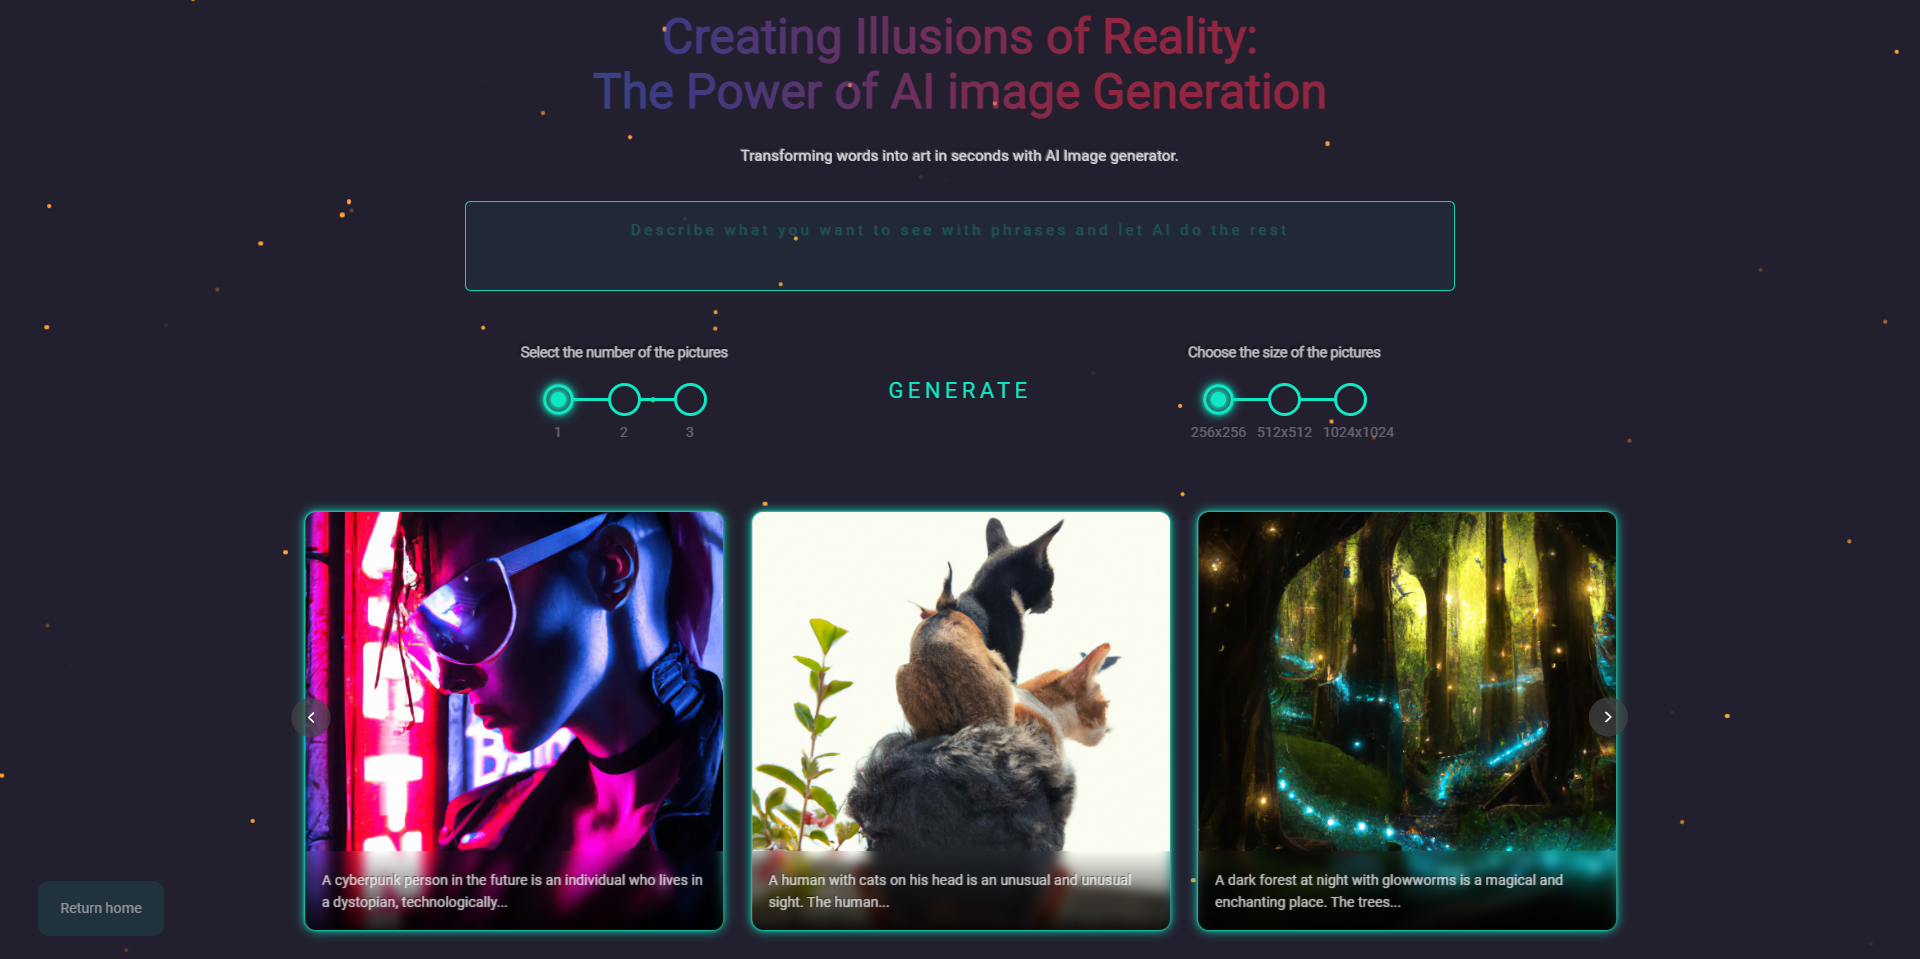 Creating Illusions of Reality:
The Power of AI image Generation
Transforming words into art in seconds with AI Image generator.
Describe what you want to see with phrases and let AI do the rest
Select the number of the pictures
1 2 3
GENERATE
Choose the size of the pictures
256x256 512x512 1024x1024
A cyberpunk person in the future is an individual who lives in
a dystopian, technologically...
A human with cats on his head is an unusual and unusual
sight. The human...
A dark forest at night with glowworms is a magical and
enchanting place. The trees...
Return home